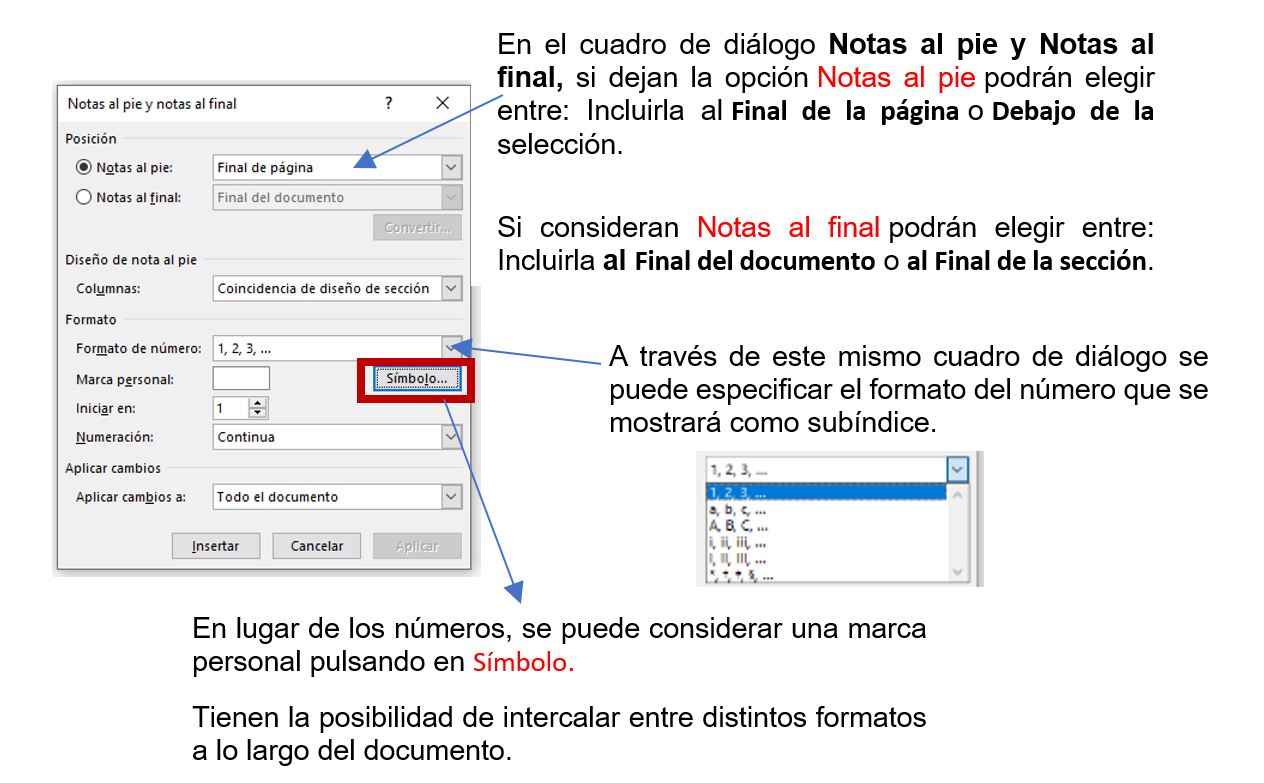 En el cuadro de diálogo Notas al pie y Notas al
final, si dejan la opción Notas al pie podrán elegir
entre: Incluirla al Final de la página o Debajo de la
selección.
Si consideran Notas al final podrán elegir entre:
Incluirla al Final del documento o al Final de la sección.
Notas al pie y notas al final ? ×
Posición
Notas al pie: Final de página
Notas al final: Final del documento
Convertir...
Diseño de nota al pie
Columnas: Coincidencia de diseño de sección
Formato
Formato de número: 1, 2, 3, ...
Marca personal: Símbolo...
Iniciar en: 1
Numeración: Continua
Aplicar cambios
Aplicar cambios a: Todo el documento
Insertar Cancelar Aplicar
A través de este mismo cuadro de diálogo se
puede especificar el formato del número que se
mostrará como subíndice.
1, 2, 3, ...
1, 2, 3, ...
a, b, c, ...
A, B, C, ...
i, ii, iii, ...
I, II, III, ...
En lugar de los números, se puede considerar una marca
personal pulsando en Símbolo.
Tienen la posibilidad de intercalar entre distintos formatos
a lo largo del documento.